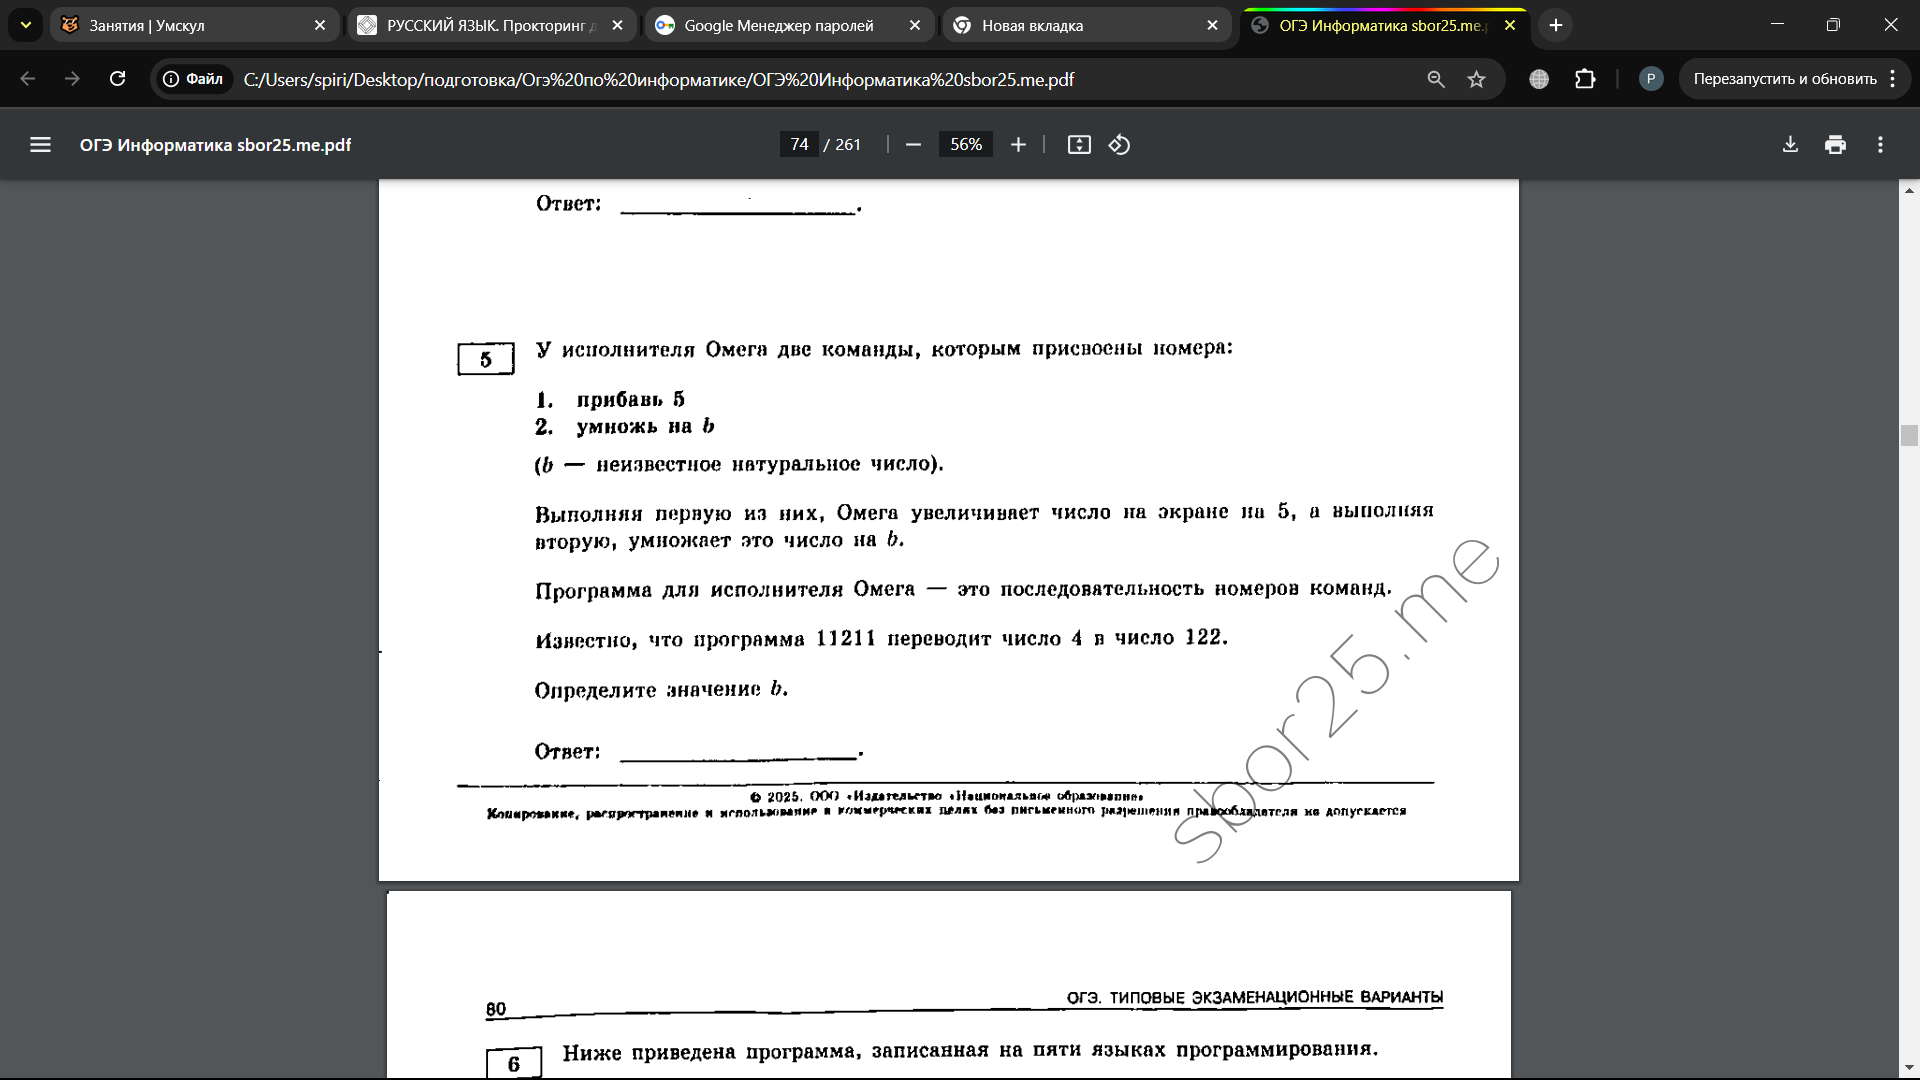 Занятия | Умскул
РУССКИЙ ЯЗЫК. Прокторинг д
Google Менеджер паролей
Новая вкладка
ОГЭ Информатика sbor25.me.p
Файл
C:/Users/spiri/Desktop/подготовка/Огэ%20по%20информатике/ОГЭ%20Информатика%20sbor25.me.pdf
P
Перезапустить и обновить
ОГЭ Информатика sbor25.me.pdf
74 / 261
56%
Ответ:
5
У исполнителя Омега две команды, которым присвоены номера:
1. прибавь 5
2. умножь на b
(b — неизвестное натуральное число).
Выполняя первую из них, Омега увеличивает число на экране на 5, а выполняя
вторую, умножает это число на b.
Программа для исполнителя Омега — это последовательность номеров команд.
Известно, что программа 11211 переводит число 4 в число 122.
Определите значение b.
Ответ:
© 2025. ООО «Издательство «Национальное образование»
Копирование, распространение и использование в коммерческих целях без письменного разрешения правообладателя не допускается
sbor25.me
80
ОГЭ. ТИПОВЫЕ ЭКЗАМЕНАЦИОННЫЕ ВАРИАНТЫ
6
Ниже приведена программа, записанная на пяти языках программирования.